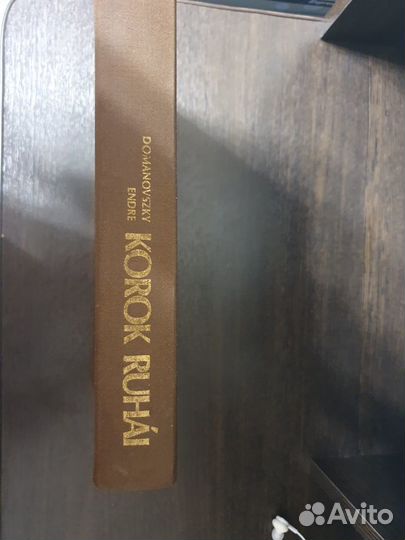 DOMANOVSZKY
ENDRE
KOROK RUHÁI
Avito